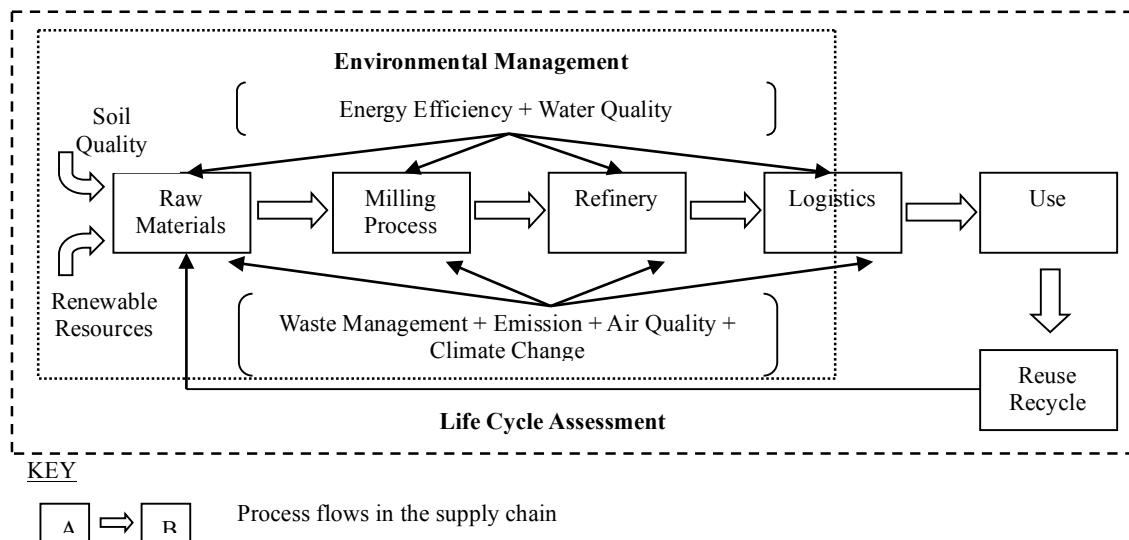 Environmental Management
Energy Efficiency + Water Quality
Soil
Quality
Raw
Materials
Milling
Process
Refinery
Logistics
Use
Renewable
Resources
Waste Management + Emission + Air Quality +
Climate Change
Reuse
Recycle
Life Cycle Assessment
KEY
A
B
Process flows in the supply chain